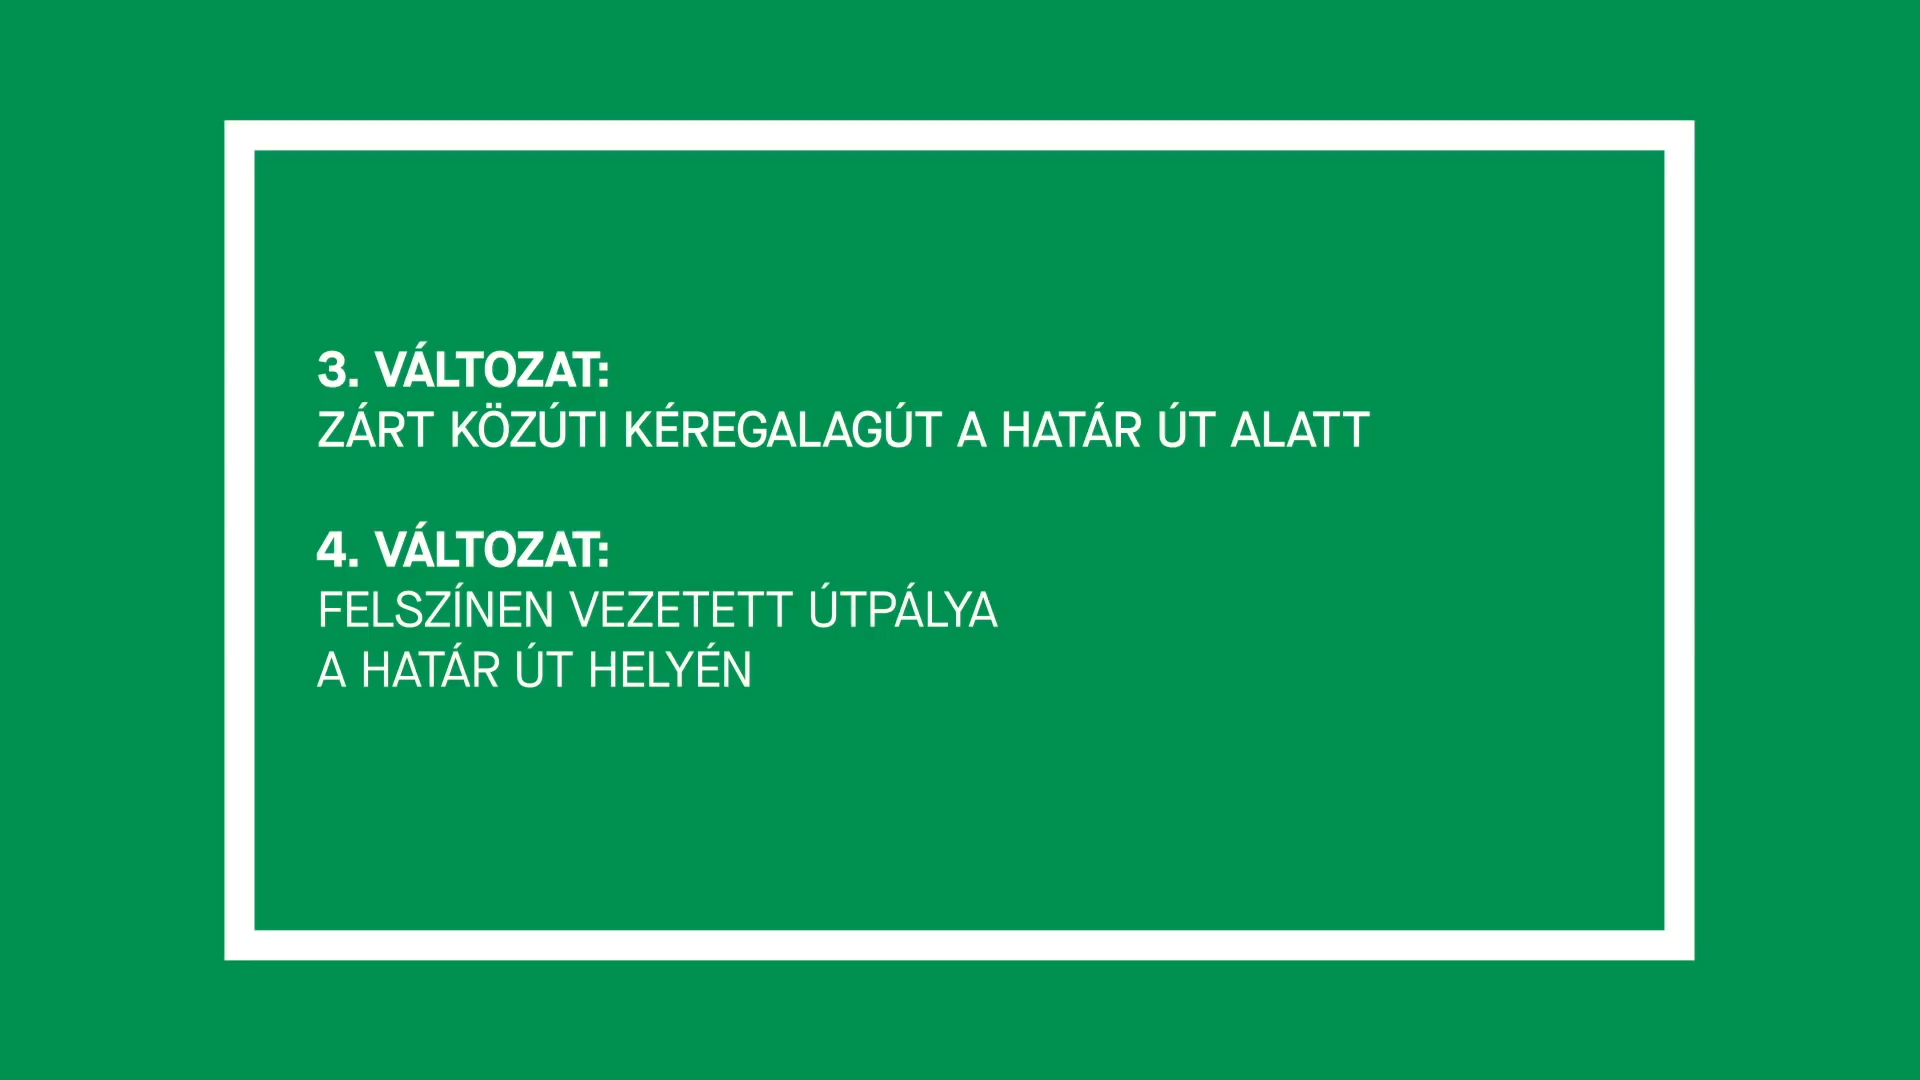 3. VÁLTOZAT:
ZÁRT KÖZÚTI KÉREGALAGÚT A HATÁR ÚT ALATT
4. VÁLTOZAT:
FELSZÍNEN VEZETETT ÚTPÁLYA
A HATÁR ÚT HELYÉN